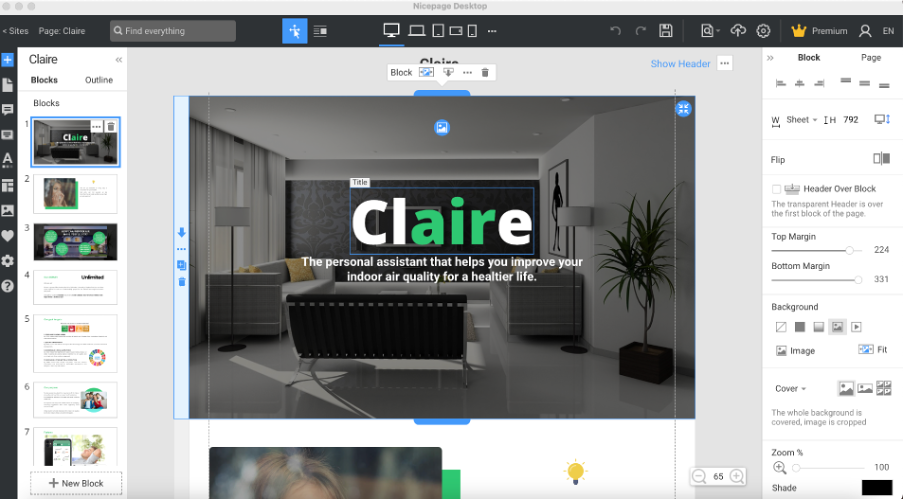 Nicepage Desktop
< Sites
Page: Claire
Find everything
Premium
EN
Claire
Blocks
Outline
Blocks
1
Claire
2
3
4
Unlimited
5
6
7
+ New Block
Block
Show Header
Title
Claire
The personal assistant that helps you improve your
indoor air quality for a healtier life.
65
Block
Page
W
Sheet
H
792
Flip
Header Over Block
The transparent Header is over
the first block of the page.
Top Margin
224
Bottom Margin
331
Background
Image
Fit
Cover
The whole background is
covered, image is cropped
Zoom %
100
Shade